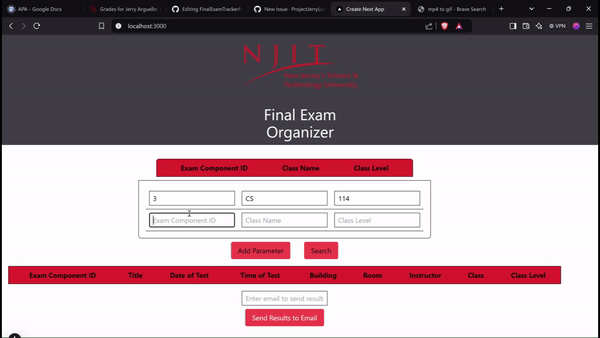 APA - Google Docs
Grades for Jerry Arguello
Editing FinalExamTracker
New Issue · ProjectJerryL
Create Next App
mp4 to gif - Brave Search
localhost:3000
VPN
NJIT
New Jersey Institute of
Technology
Final Exam
Organizer
Exam Component ID Class Name Class Level
3 CS 114
Exam Component ID Class Name Class Level
Add Parameter Search
Exam Component ID Title Date of Test Time of Test Building Room Instructor Class Class Level
Enter email to send result
Send Results to Email